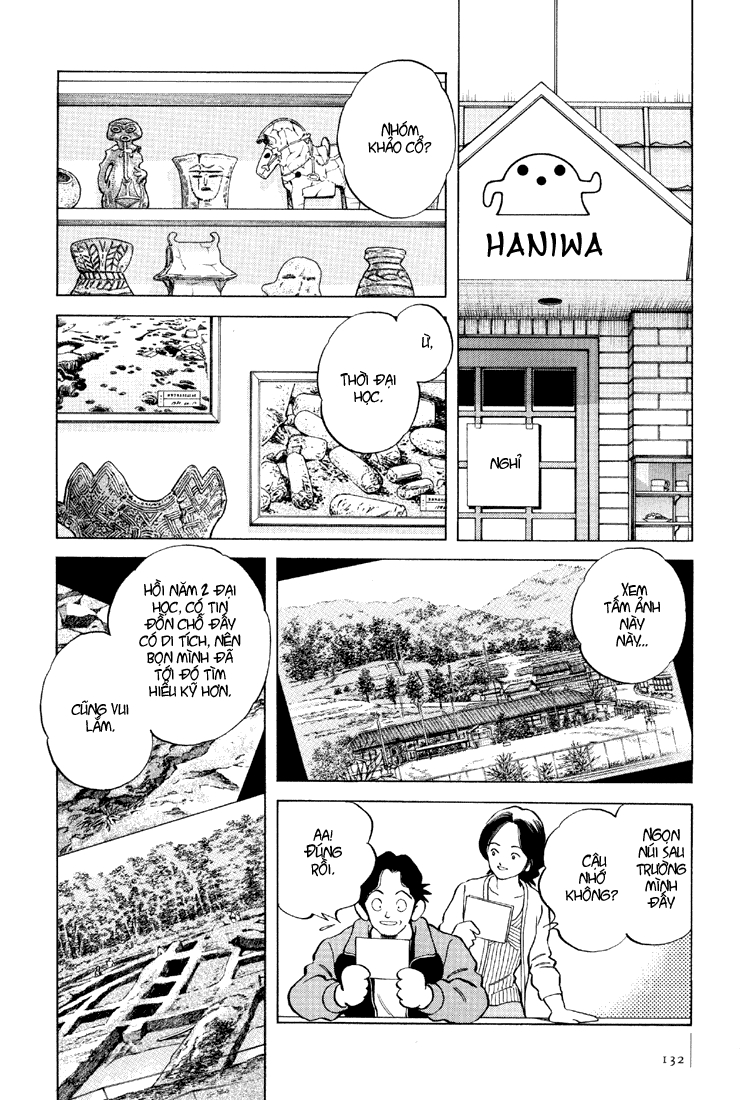 HANIWA
NGHỈ
NHÓM
KHẢO CỔ?
Ừ,
THỜI ĐẠI
HỌC.
XEM
TẤM ẢNH
NÀY
NÀY...
HỒI NĂM 2 ĐẠI
HỌC, CÓ TIN
ĐỒN CHỖ ĐẤY
CÓ DI TÍCH, NÊN
BỌN MÌNH ĐÃ
TỚI ĐÓ TÌM
HIỂU KỸ HƠN.
CŨNG VUI
LẮM.
NGỌN
NÚI SAU
TRƯỜNG
MÌNH
ĐẤY
CẬU
NHỚ
KHÔNG?
AA!
ĐÚNG
RỒI.
132